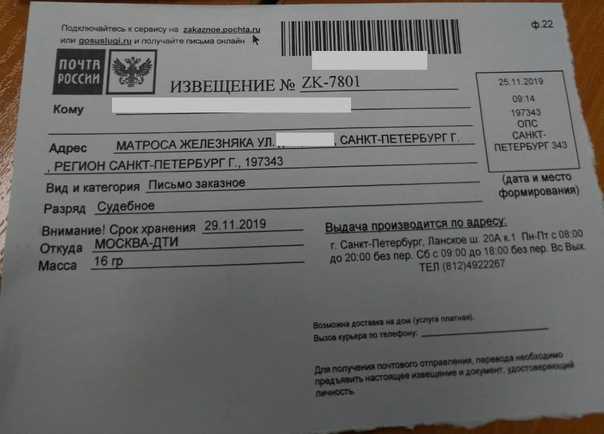 Подключайтесь к сервису на zakaznoe.pochta.ru
или gosuslugi.ru и получайте письма онлайн
ф.22
ПОЧТА
РОССИИ
ИЗВЕЩЕНИЕ № ZK-7801
25.11.2019
09:14
197343
ОПС
САНКТ-
ПЕТЕРБУРГ 343
(дата и место
формирования)
Кому
Адрес МАТРОСА ЖЕЛЕЗНЯКА УЛ. , САНКТ-ПЕТЕРБУРГ Г.
, РЕГИОН САНКТ-ПЕТЕРБУРГ Г., 197343
Вид и категория Письмо заказное
Разряд Судебное
Внимание! Срок хранения 29.11.2019
Откуда МОСКВА-ДТИ
Масса 16 гр
Выдача производится по адресу:
г. Санкт-Петербург, Ланское ш. 20А к.1 Пн-Пт с 08:00
до 20:00 без пер. Сб с 09:00 до 18:00 без пер. Вс Вых.
ТЕЛ (812)4922267
Возможна доставка на дом (услуга платная).
Вызов курьера по телефону:
Для получения почтового отправления, перевода необходимо
предъявить настоящее извещение и документ, удостоверяющий
личность.